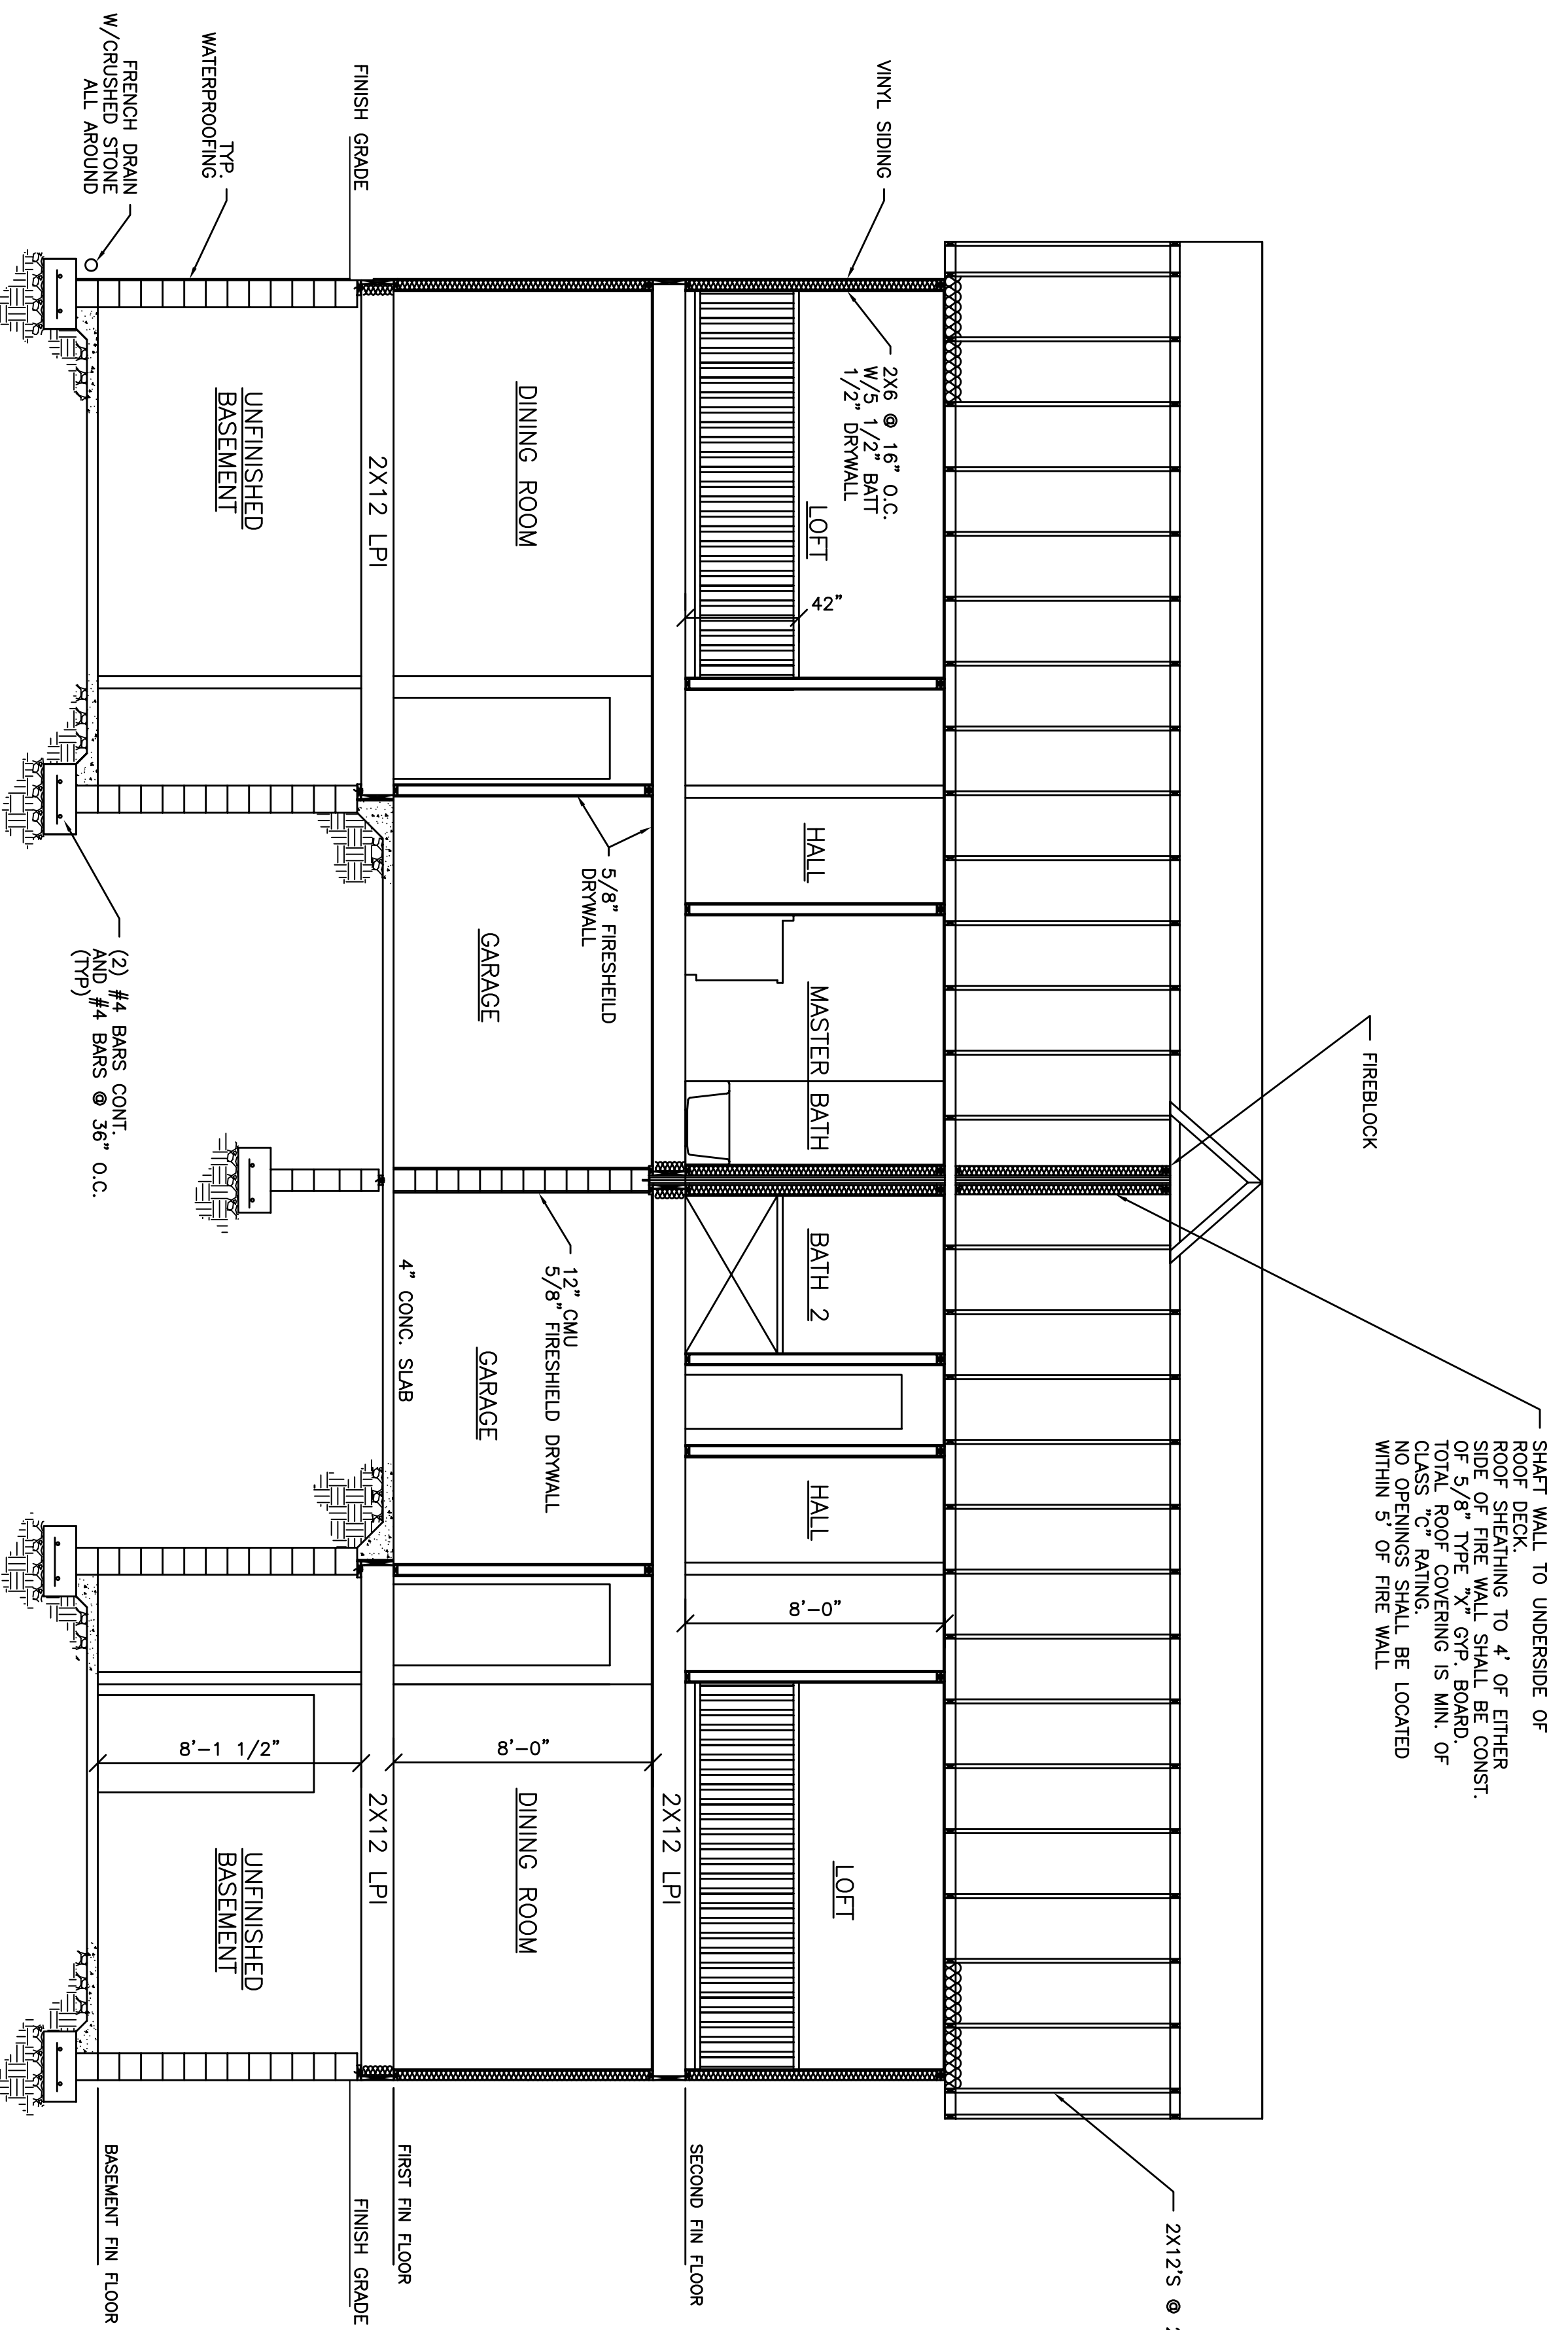 SHAFT WALL TO UNDERSIDE OF
ROOF DECK.
ROOF SHEATHING TO 4' OF EITHER
SIDE OF FIRE WALL SHALL BE CONST.
OF 5/8" TYPE "X" GYP. BOARD.
TOTAL ROOF COVERING IS MIN. OF
CLASS "C" RATING.
NO OPENINGS SHALL BE LOCATED
WITHIN 5' OF FIRE WALL
FIREBLOCK
2X12'S @
VINYL SIDING
2X6 @ 16" O.C.
W/5 1/2" BATT
1/2" DRYWALL
LOFT
42"
HALL
MASTER BATH
BATH 2
HALL
8'-0"
LOFT
SECOND FIN FLOOR
2X12 LPI
5/8" FIRESHEILD
DRYWALL
12" CMU
5/8" FIRESHIELD DRYWALL
DINING ROOM
GARAGE
GARAGE
8'-0"
DINING ROOM
4" CONC. SLAB
FIRST FIN FLOOR
2X12 LPI
2X12 LPI
FINISH GRADE
FINISH GRADE
UNFINISHED
BASEMENT
8'-1 1/2"
UNFINISHED
BASEMENT
TYP.
WATERPROOFING
FRENCH DRAIN
W/CRUSHED STONE
ALL AROUND
(2) #4 BARS CONT.
AND #4 BARS @ 36" O.C.
(TYP)
BASEMENT FIN FLOOR